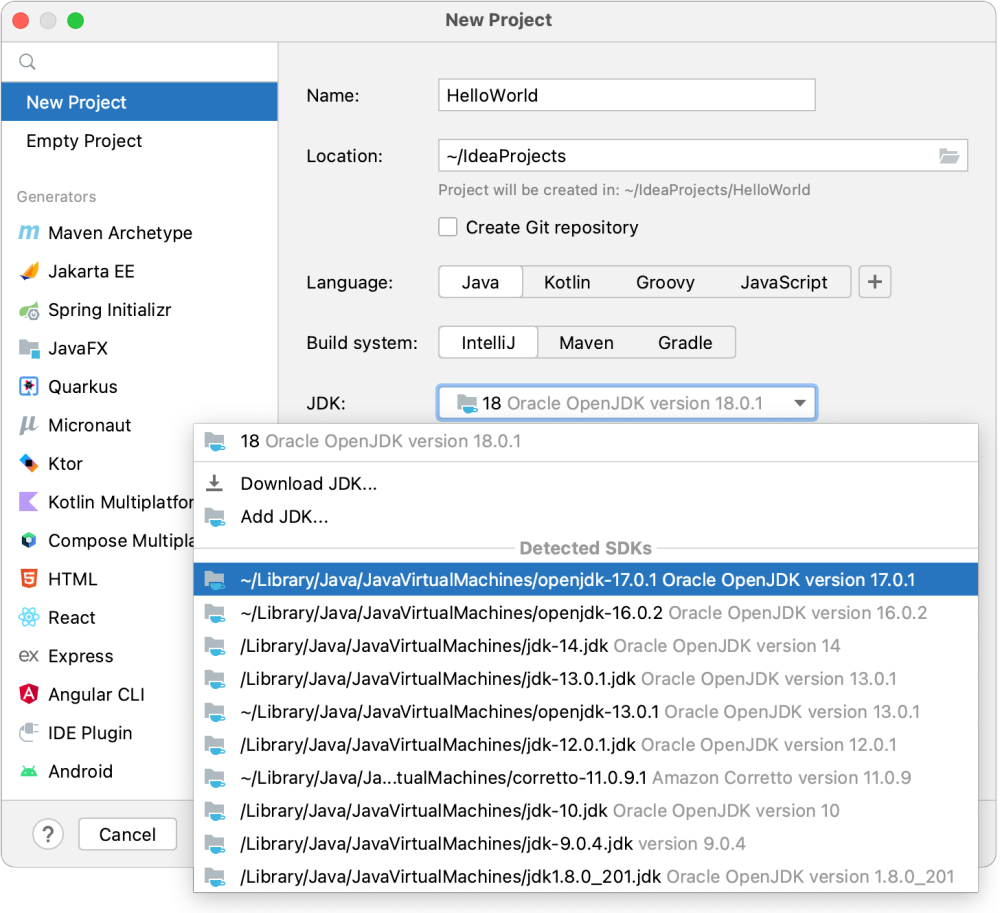 New Project
New Project
Empty Project
Generators
Maven Archetype
Jakarta EE
Spring Initializr
JavaFX
Quarkus
Micronaut
Ktor
Kotlin Multiplatfor
Compose Multipla
HTML
React
Express
Angular CLI
IDE Plugin
Android
? Cancel
Name: HelloWorld
Location: ~/IdeaProjects
Project will be created in: ~/IdeaProjects/HelloWorld
Create Git repository
Language: Java Kotlin Groovy JavaScript +
Build system: IntelliJ Maven Gradle
JDK: 18 Oracle OpenJDK version 18.0.1
18 Oracle OpenJDK version 18.0.1
Download JDK...
Add JDK...
Detected SDKs
~/Library/Java/JavaVirtualMachines/openjdk-17.0.1 Oracle OpenJDK version 17.0.1
~/Library/Java/JavaVirtualMachines/openjdk-16.0.2 Oracle OpenJDK version 16.0.2
/Library/Java/JavaVirtualMachines/jdk-14.jdk Oracle OpenJDK version 14
/Library/Java/JavaVirtualMachines/jdk-13.0.1.jdk Oracle OpenJDK version 13.0.1
~/Library/Java/JavaVirtualMachines/openjdk-13.0.1 Oracle OpenJDK version 13.0.1
/Library/Java/JavaVirtualMachines/jdk-12.0.1.jdk Oracle OpenJDK version 12.0.1
~/Library/Java/Ja...tualMachines/corretto-11.0.9.1 Amazon Corretto version 11.0.9
/Library/Java/JavaVirtualMachines/jdk-10.jdk Oracle OpenJDK version 10
/Library/Java/JavaVirtualMachines/jdk-9.0.4.jdk version 9.0.4
/Library/Java/JavaVirtualMachines/jdk1.8.0_201.jdk Oracle OpenJDK version 1.8.0_201